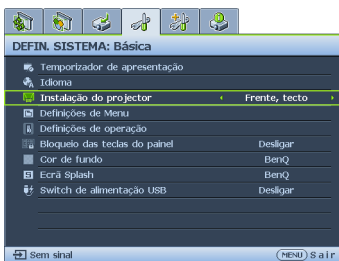 DEFIN. SISTEMA: Básica
Temporizador de apresentação
Idioma
Instalação do projector Frente, tecto
Definições de Menu
Definições de operação
Bloqueio das teclas do painel Desligar
Cor de fundo BenQ
Ecrã Splash BenQ
Switch de alimentação USB Desligar
Sem sinal MENU Sair